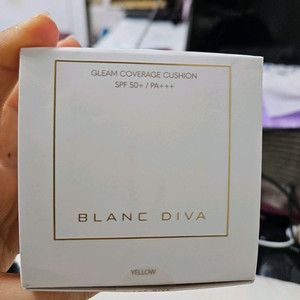 GLEAM COVERAGE CUSHION
SPF 50+ / PA+++
BLANC DIVA
YELLOW